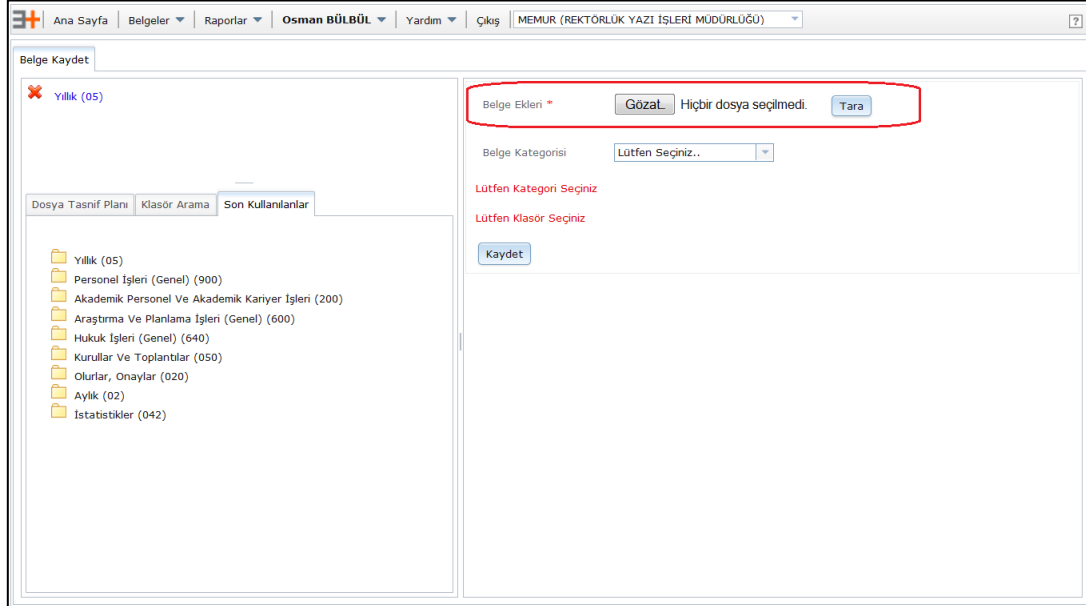 Ana Sayfa Belgeler Raporlar Osman BÜLBÜL Yardım Çıkış MEMUR (REKTÖRLÜK YAZI İŞLERİ MÜDÜRLÜĞÜ) ?
Belge Kaydet
Yıllık (05)
Dosya Tasnif Planı Klasör Arama Son Kullanılanlar
Yıllık (05)
Personel İşleri (Genel) (900)
Akademik Personel Ve Akademik Kariyer İşleri (200)
Araştırma Ve Planlama İşleri (Genel) (600)
Hukuk İşleri (Genel) (640)
Kurullar Ve Toplantılar (050)
Olurlar, Onaylar (020)
Aylık (02)
İstatistikler (042)
Belge Ekleri * Gözat.. Hiçbir dosya seçilmedi. Tara
Belge Kategorisi Lütfen Seçiniz..
Lütfen Kategori Seçiniz
Lütfen Klasör Seçiniz
Kaydet